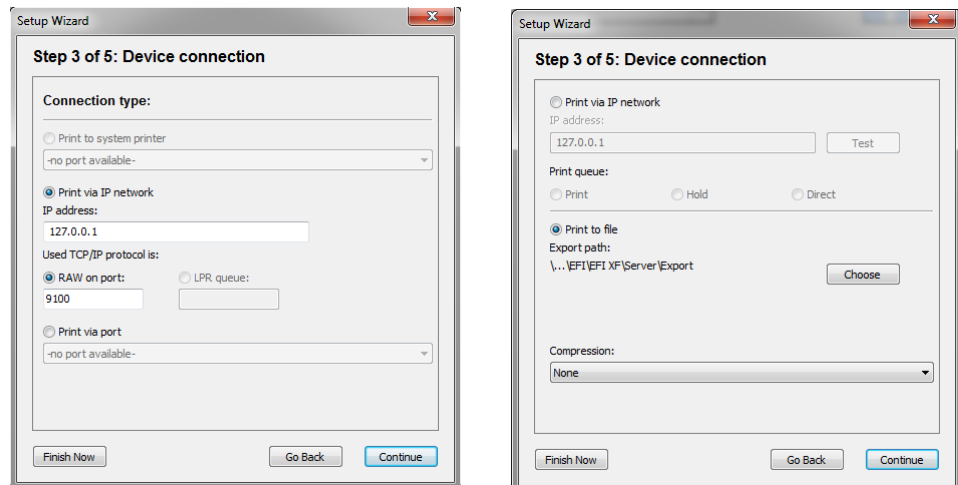 Setup Wizard
Step 3 of 5: Device connection
Connection type:
Print to system printer
-no port available-
Print via IP network
IP address:
127.0.0.1
Used TCP/IP protocol is:
RAW on port:
LPR queue:
9100
Print via port
-no port available-
Finish Now
Go Back
Continue
Setup Wizard
Step 3 of 5: Device connection
Print via IP network
IP address:
127.0.0.1
Test
Print queue:
Print
Hold
Direct
Print to file
Export path:
\...\EFI\EFI XF\Server\Export
Choose
Compression:
None
Finish Now
Go Back
Continue